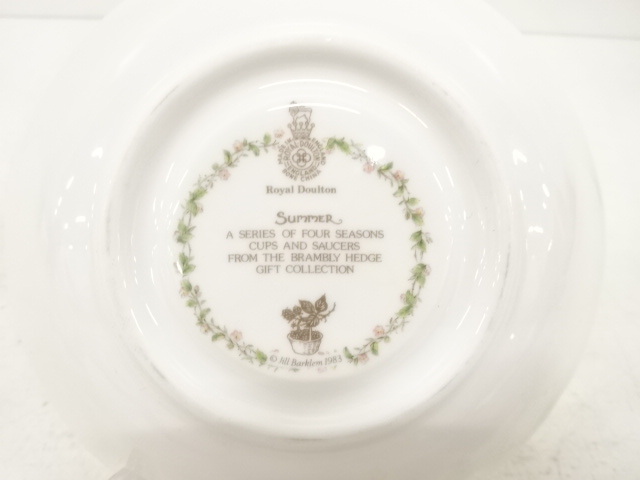 Royal Doulton
Summer
A SERIES OF FOUR SEASONS
CUPS AND SAUCERS
FROM THE BRAMBLY HEDGE
GIFT COLLECTION
© Jill Barklem 1983